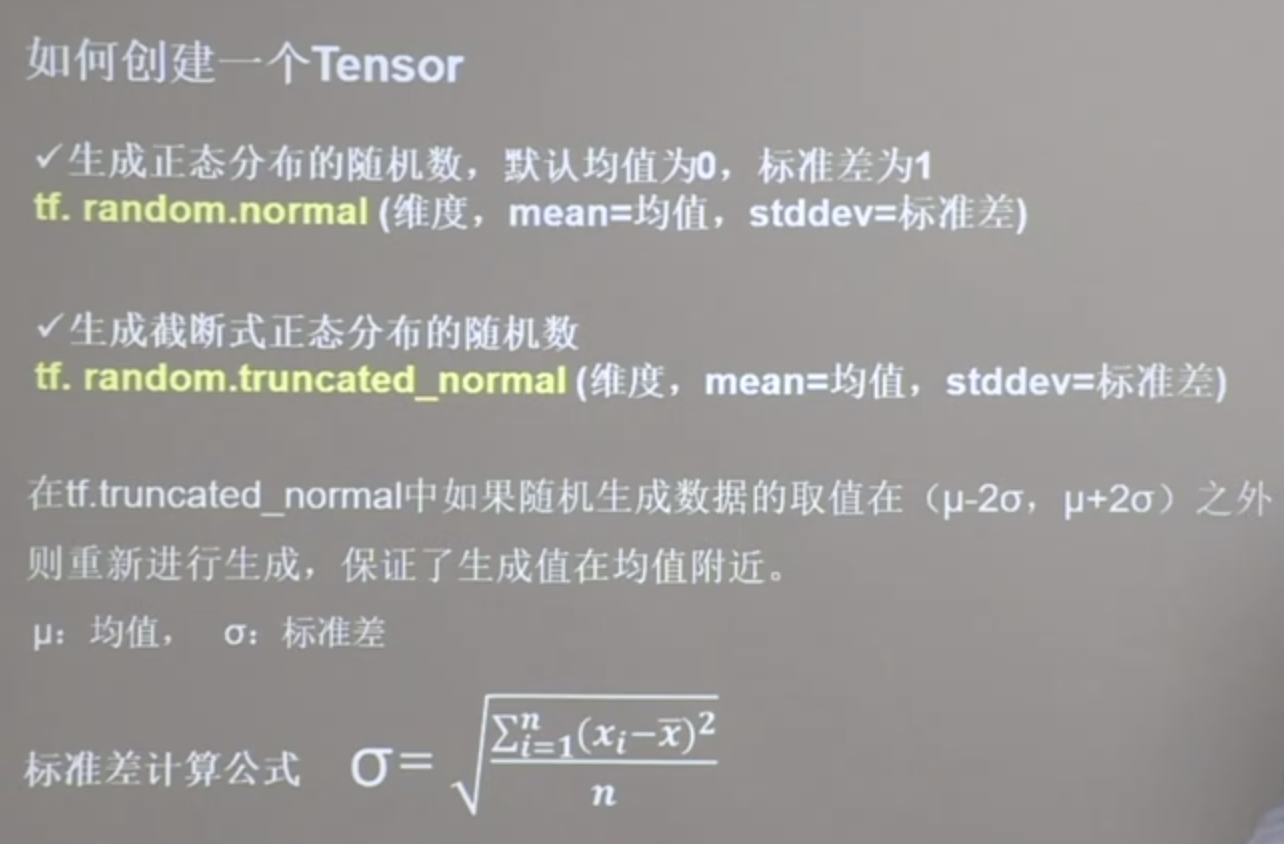 如何创建一个Tensor
✓生成正态分布的随机数，默认均值为0，标准差为1
tf. random.normal (维度，mean=均值，stddev=标准差)
✓生成截断式正态分布的随机数
tf. random.truncated_normal (维度，mean=均值，stddev=标准差)
在tf.truncated_normal中如果随机生成数据的取值在（μ-2σ，μ+2σ）之外
则重新进行生成，保证了生成值在均值附近。
μ：均值， σ：标准差
标准差计算公式 σ= √(∑ⁿᵢ₌₁(xᵢ−x̅)²/n)